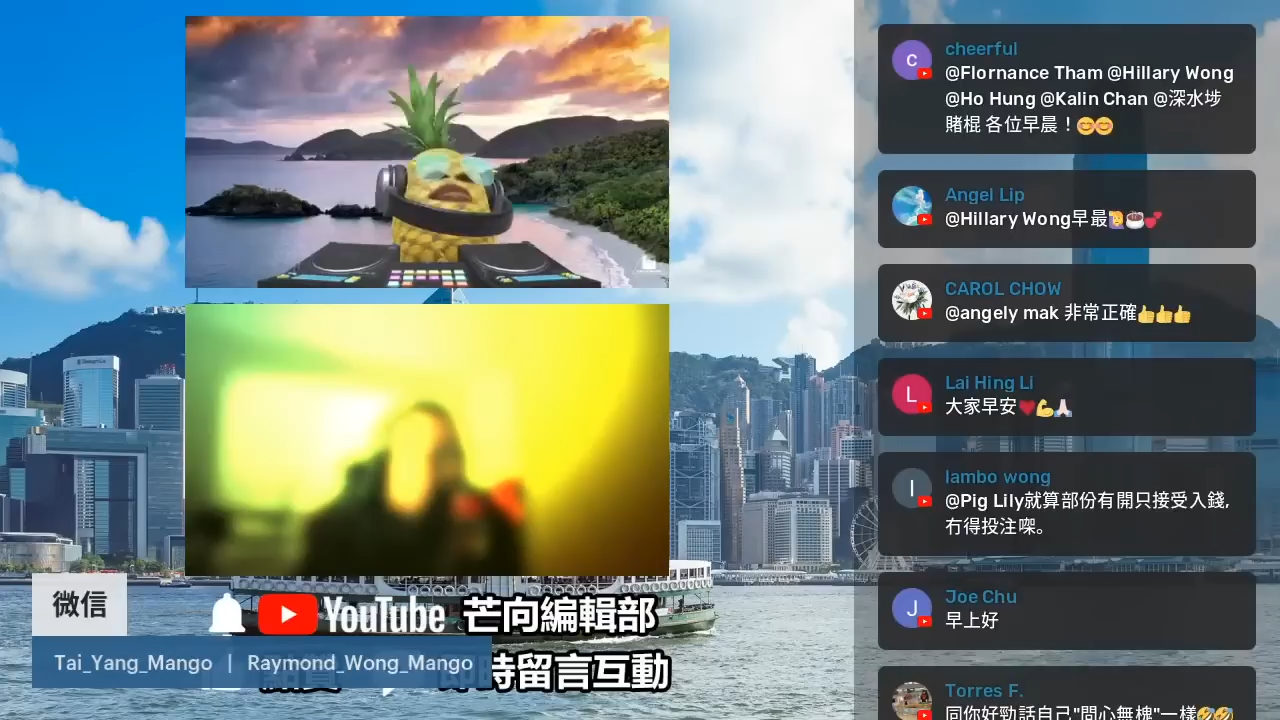 cheerful
@Flornance Tham @Hillary Wong
@Ho Hung @Kalin Chan @深水埗
賭棍 各位早晨！😊😊
Angel Lip
@Hillary Wong早最🙋☕💕
CAROL CHOW
@angely mak 非常正確👍👍👍
Lai Hing Li
大家早安❤️💪🙏🏻
lambo wong
@Pig Lily就算部份有開只接受入錢,
冇得投注㗎。
Joe Chu
早上好
Torres F.
同你好勁話自己"問心無愧"一樣🤣🤣
YouTube 芒向編輯部
時留言互動
微信
Tai_Yang_Mango | Raymond_Wong_Mango